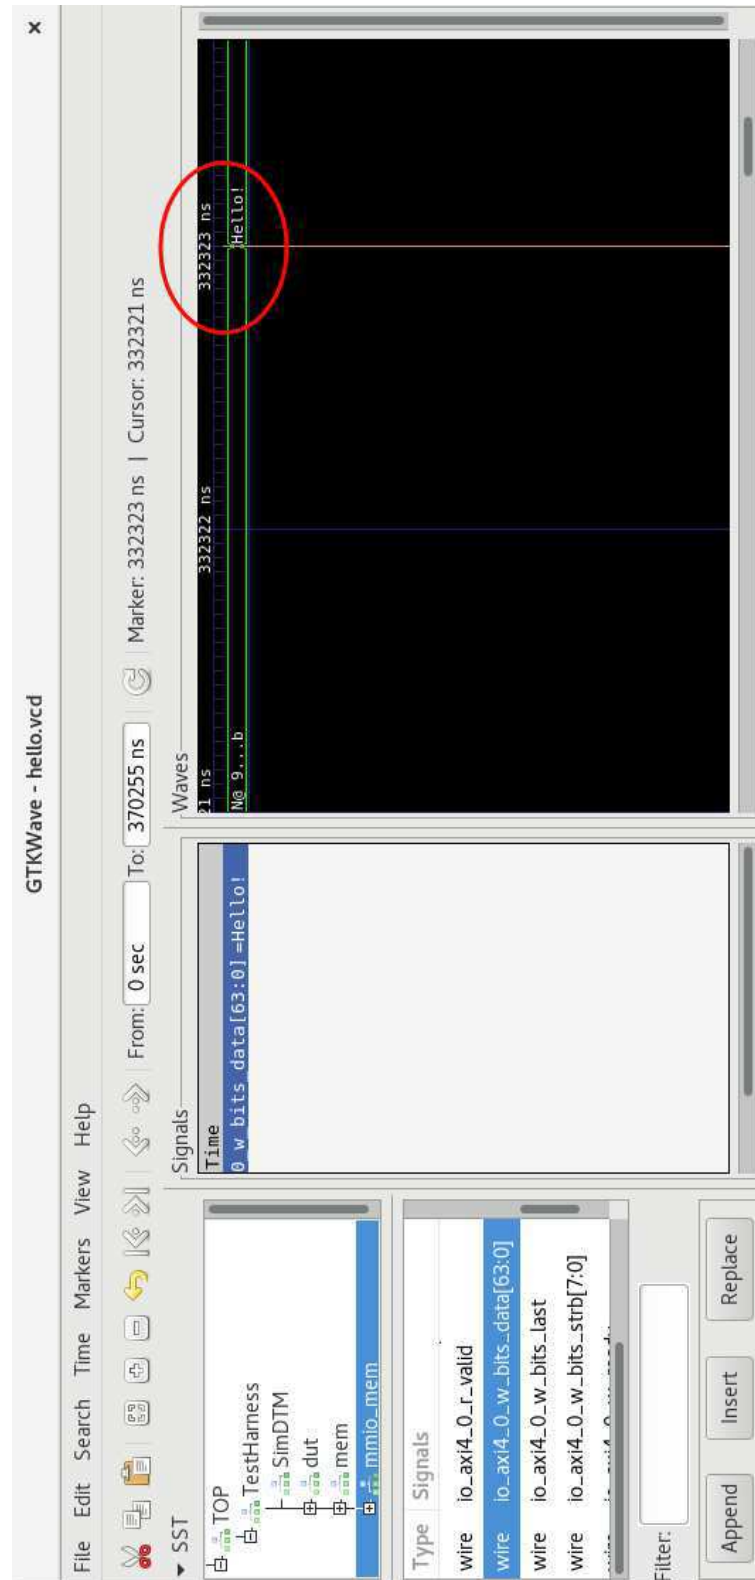 GTKWave - hello.vcd
×
File Edit Search Time Markers View Help
From: 0 sec To: 370255 ns Marker: 332323 ns | Cursor: 332321 ns
SST
TOP
TestHarness
SimDTM
dut
mem
mmio_mem
Type Signals
wire io_axi4_0_r_valid
wire io_axi4_0_w_bits_data[63:0]
wire io_axi4_0_w_bits_last
wire io_axi4_0_w_bits_strb[7:0]
Filter:
Append Insert Replace
Signals
Time
0_w_bits_data[63:0] =Hello!
Waves
21 ns 332322 ns 332323 ns
N@ 9...b Hello!